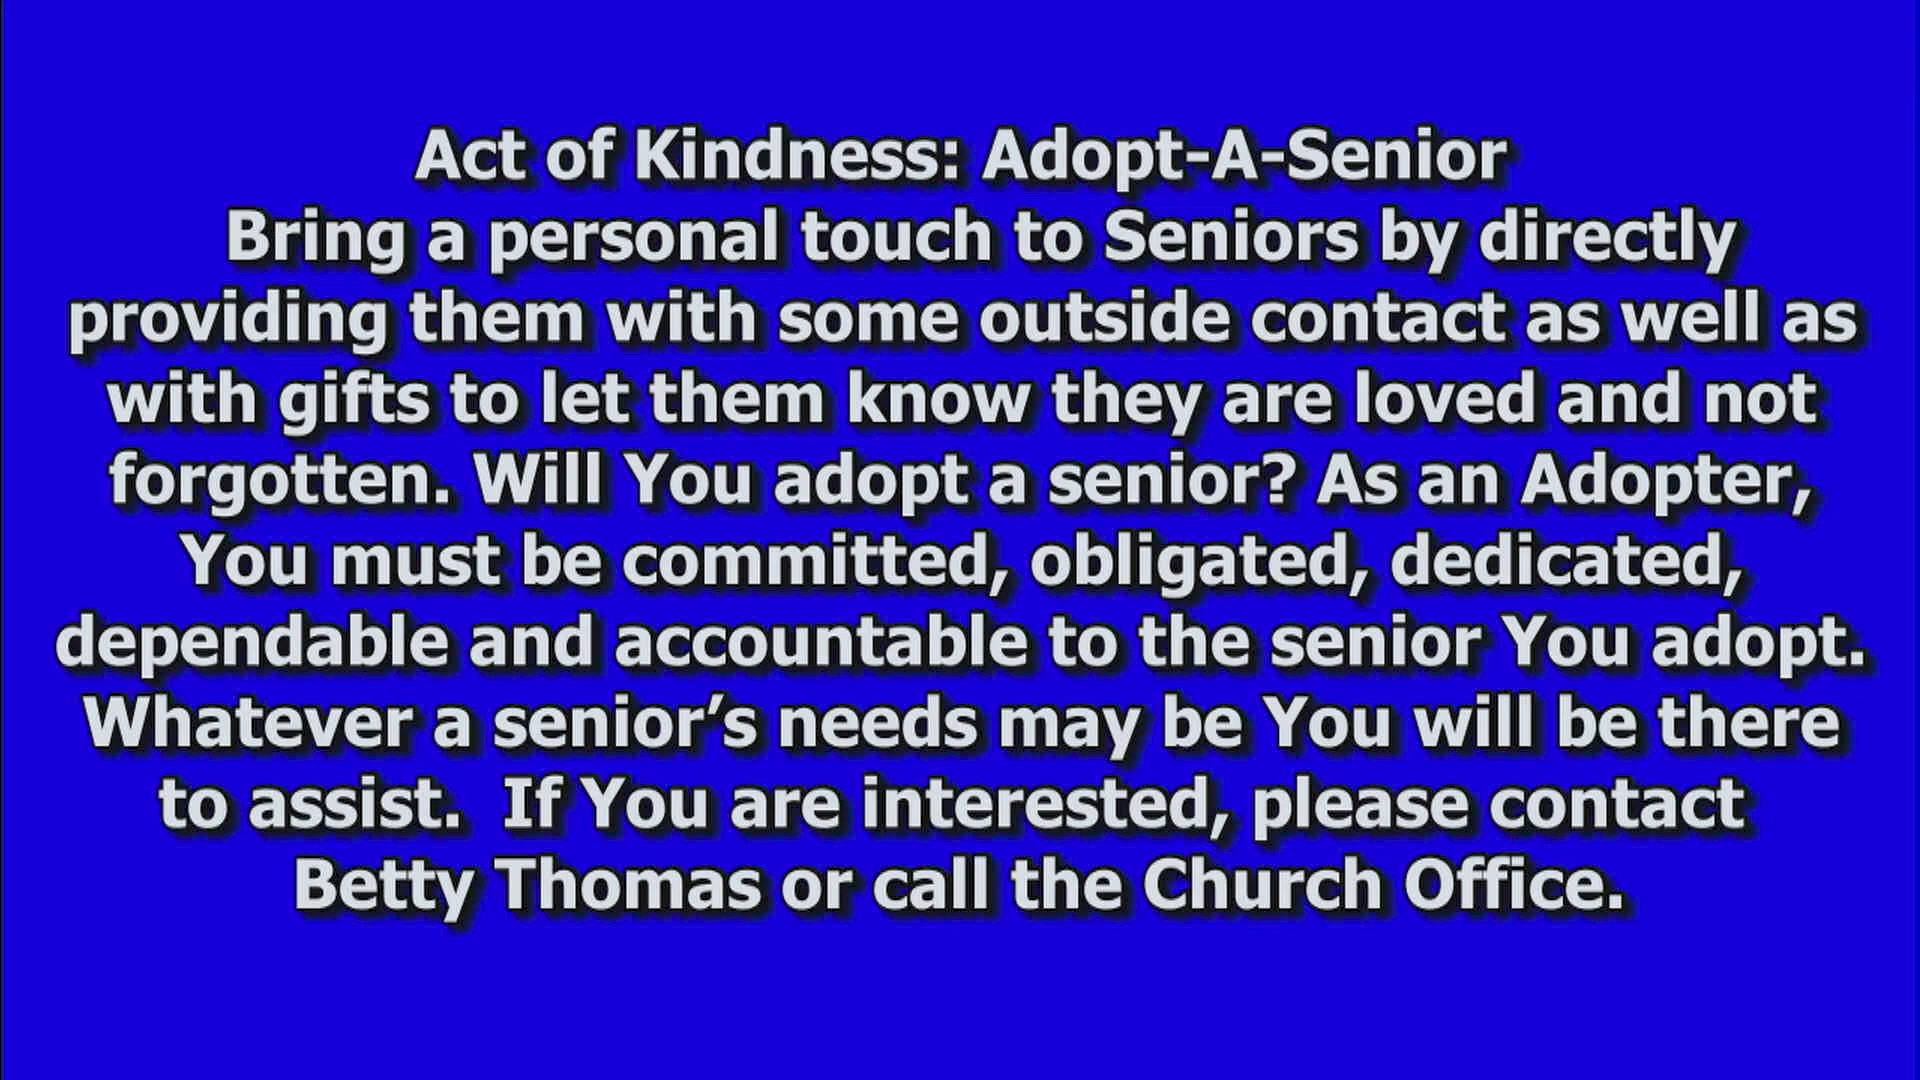 Act of Kindness: Adopt-A-Senior
Bring a personal touch to Seniors by directly
providing them with some outside contact as well as
with gifts to let them know they are loved and not
forgotten. Will You adopt a senior? As an Adopter,
You must be committed, obligated, dedicated,
dependable and accountable to the senior You adopt.
Whatever a senior’s needs may be You will be there
to assist.  If You are interested, please contact
Betty Thomas or call the Church Office.